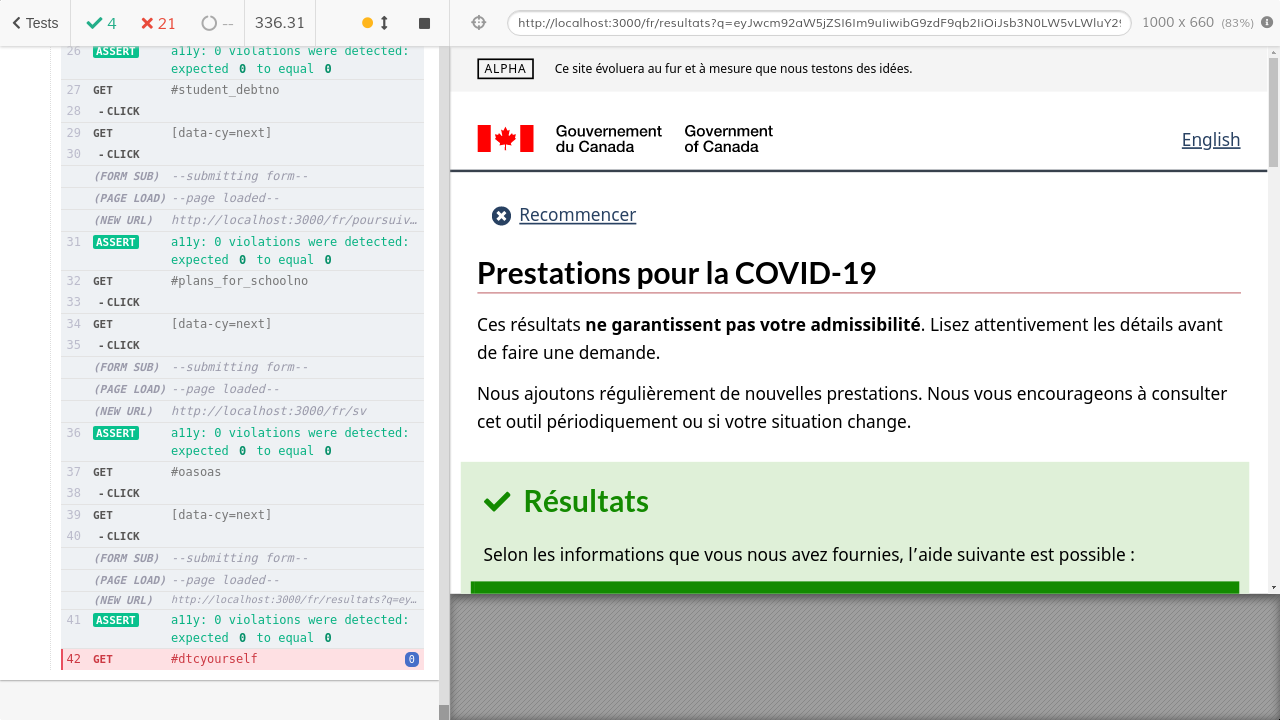 Tests
4
21
--
336.31
http://localhost:3000/fr/resultats?q=eyJwcm92aW5jZSI6Im9uIiwibG9zdF9qb2IiOiJsb3N0LW5vLWluY29
1000 x 660 (83%)
26 ASSERT a11y: 0 violations were detected:
expected 0 to equal 0
27 GET #student_debtno
28 - CLICK
29 GET [data-cy=next]
30 - CLICK
(FORM SUB) --submitting form--
(PAGE LOAD) --page loaded--
(NEW URL) http://localhost:3000/fr/poursuiv…
31 ASSERT a11y: 0 violations were detected:
expected 0 to equal 0
32 GET #plans_for_schoolno
33 - CLICK
34 GET [data-cy=next]
35 - CLICK
(FORM SUB) --submitting form--
(PAGE LOAD) --page loaded--
(NEW URL) http://localhost:3000/fr/sv
36 ASSERT a11y: 0 violations were detected:
expected 0 to equal 0
37 GET #oasoas
38 - CLICK
39 GET [data-cy=next]
40 - CLICK
(FORM SUB) --submitting form--
(PAGE LOAD) --page loaded--
(NEW URL) http://localhost:3000/fr/resultats?q=ey…
41 ASSERT a11y: 0 violations were detected:
expected 0 to equal 0
42 GET #dtcyourself 0
ALPHA Ce site évoluera au fur et à mesure que nous testons des idées.
Gouvernement
du Canada
Government
of Canada
English
Recommencer
Prestations pour la COVID-19
Ces résultats ne garantissent pas votre admissibilité. Lisez attentivement les détails avant
de faire une demande.
Nous ajoutons régulièrement de nouvelles prestations. Nous vous encourageons à consulter
cet outil périodiquement ou si votre situation change.
Résultats
Selon les informations que vous nous avez fournies, l’aide suivante est possible :